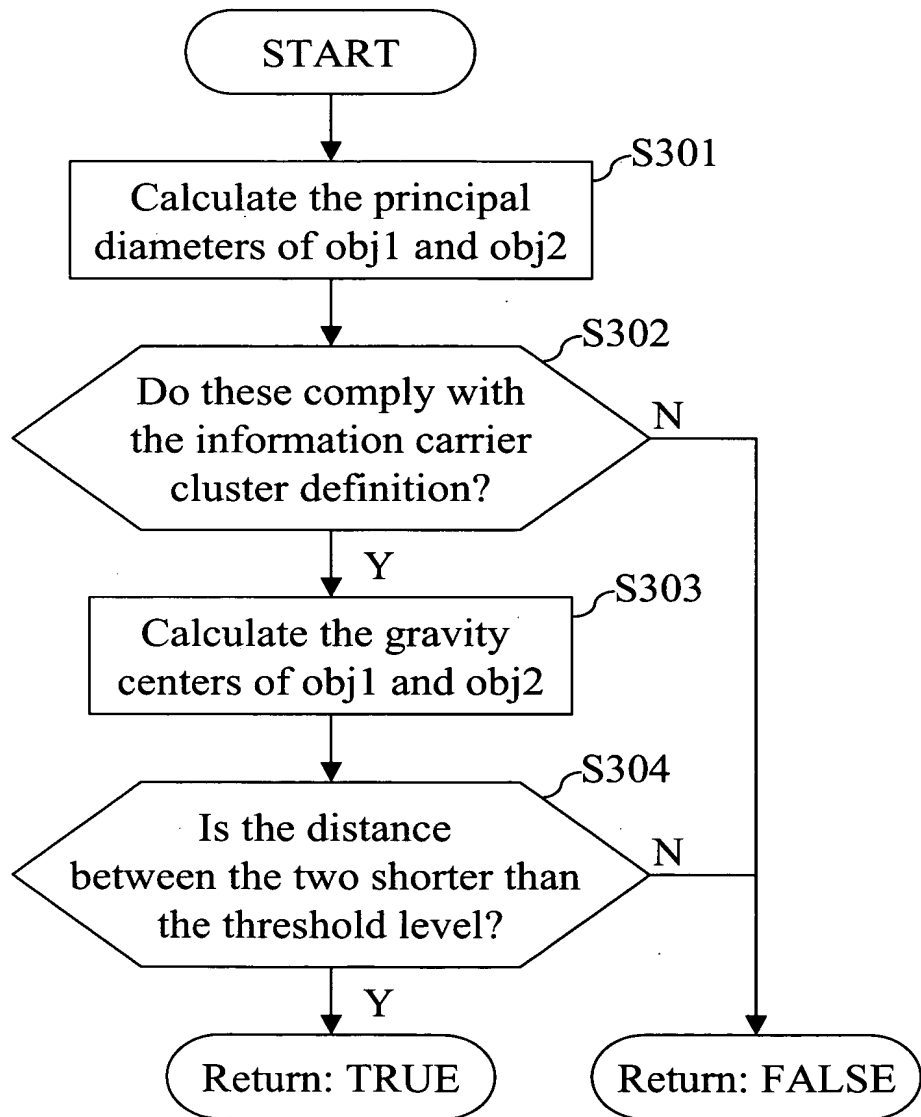 START
S301
Calculate the principal
diameters of obj1 and obj2
S302
Do these comply with
the information carrier
cluster definition?
N
Y
S303
Calculate the gravity
centers of obj1 and obj2
S304
Is the distance
between the two shorter than
the threshold level?
N
Y
Return: TRUE
Return: FALSE